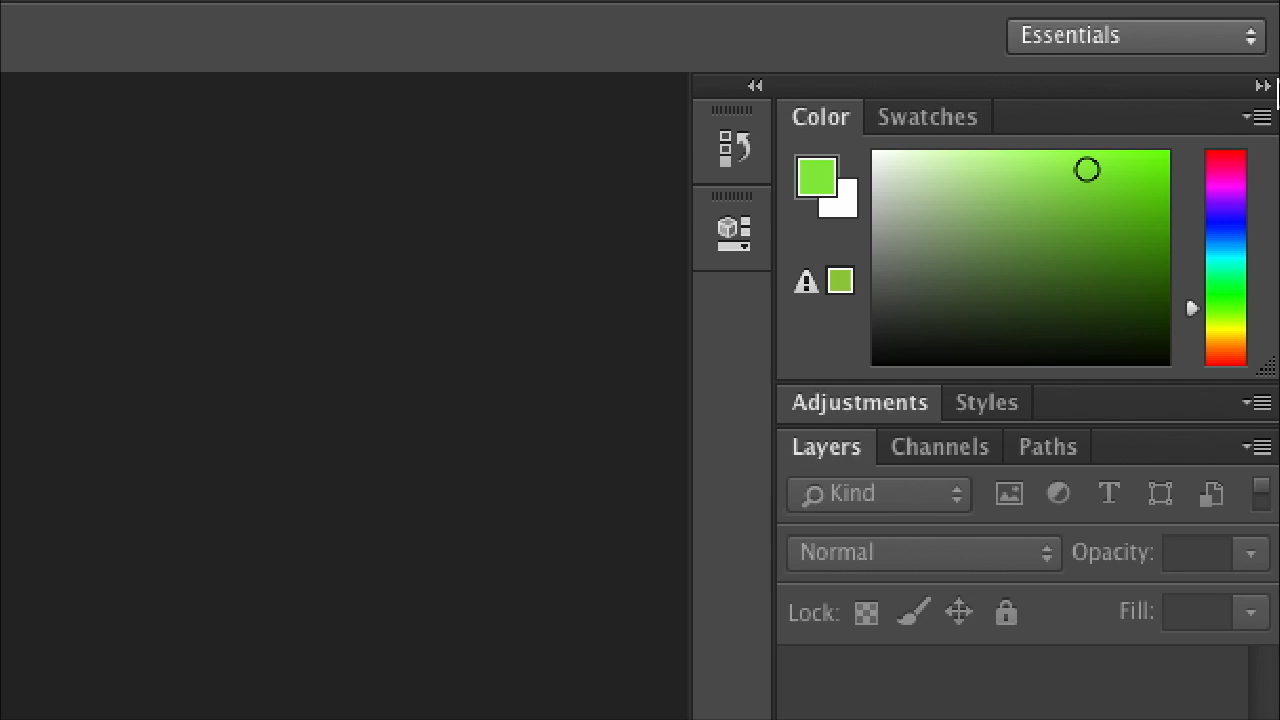 Essentials
Color Swatches
Adjustments Styles
Layers Channels Paths
Kind T
Normal Opacity:
Lock: Fill: